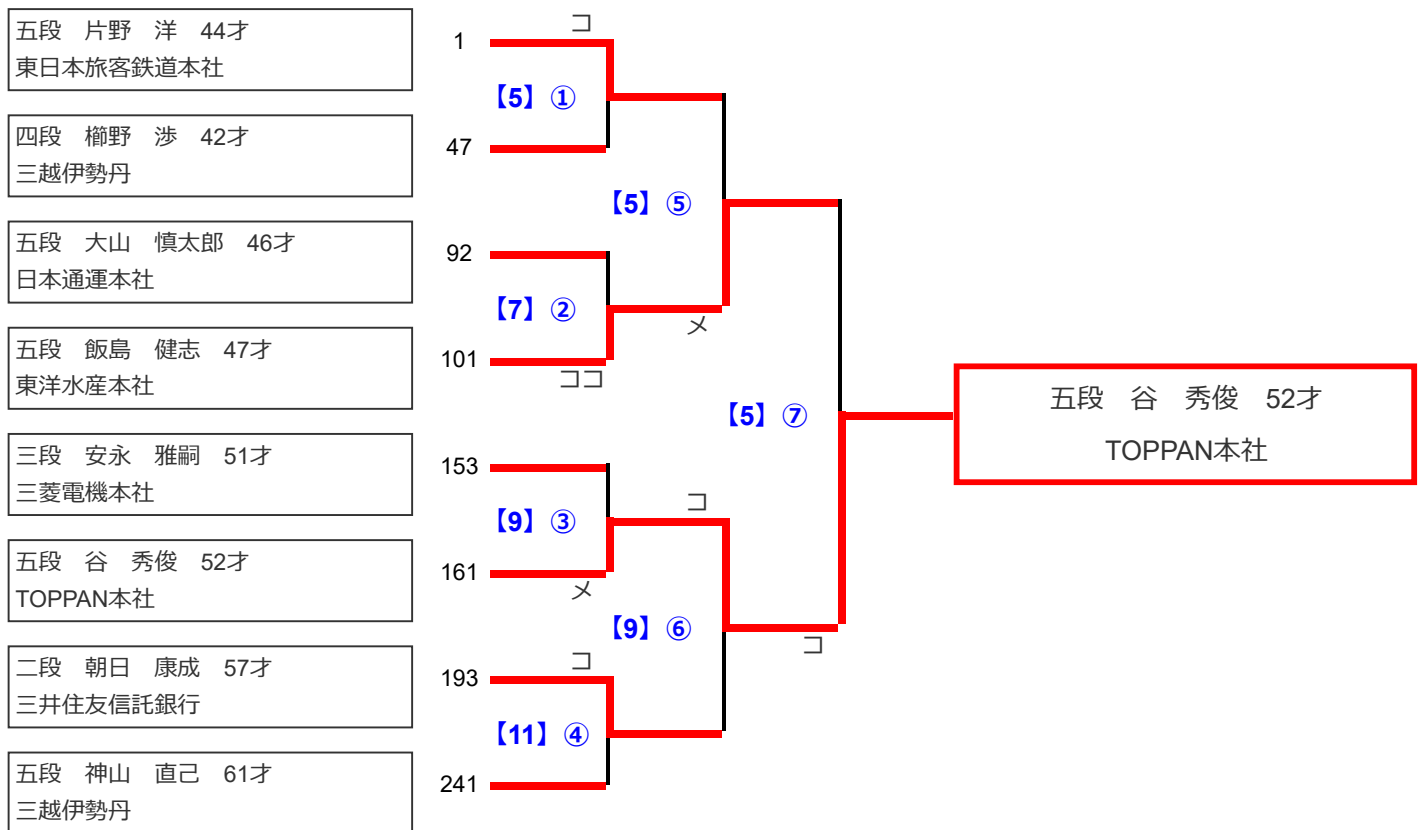 五段　片野　洋　44才
東日本旅客鉄道本社
四段　櫛野　渉　42才
三越伊勢丹
五段　大山　慎太郎　46才
日本通運本社
五段　飯島　健志　47才
東洋水産本社
三段　安永　雅嗣　51才
三菱電機本社
五段　谷　秀俊　52才
TOPPAN本社
二段　朝日　康成　57才
三井住友信託銀行
五段　神山　直己　61才
三越伊勢丹
1
コ
【5】①
47
【5】⑤
92
【7】②
メ
101
ココ
【5】⑦
153
コ
【9】③
161
メ
【9】⑥
コ
193
コ
【11】④
241
五段　谷　秀俊　52才
TOPPAN本社